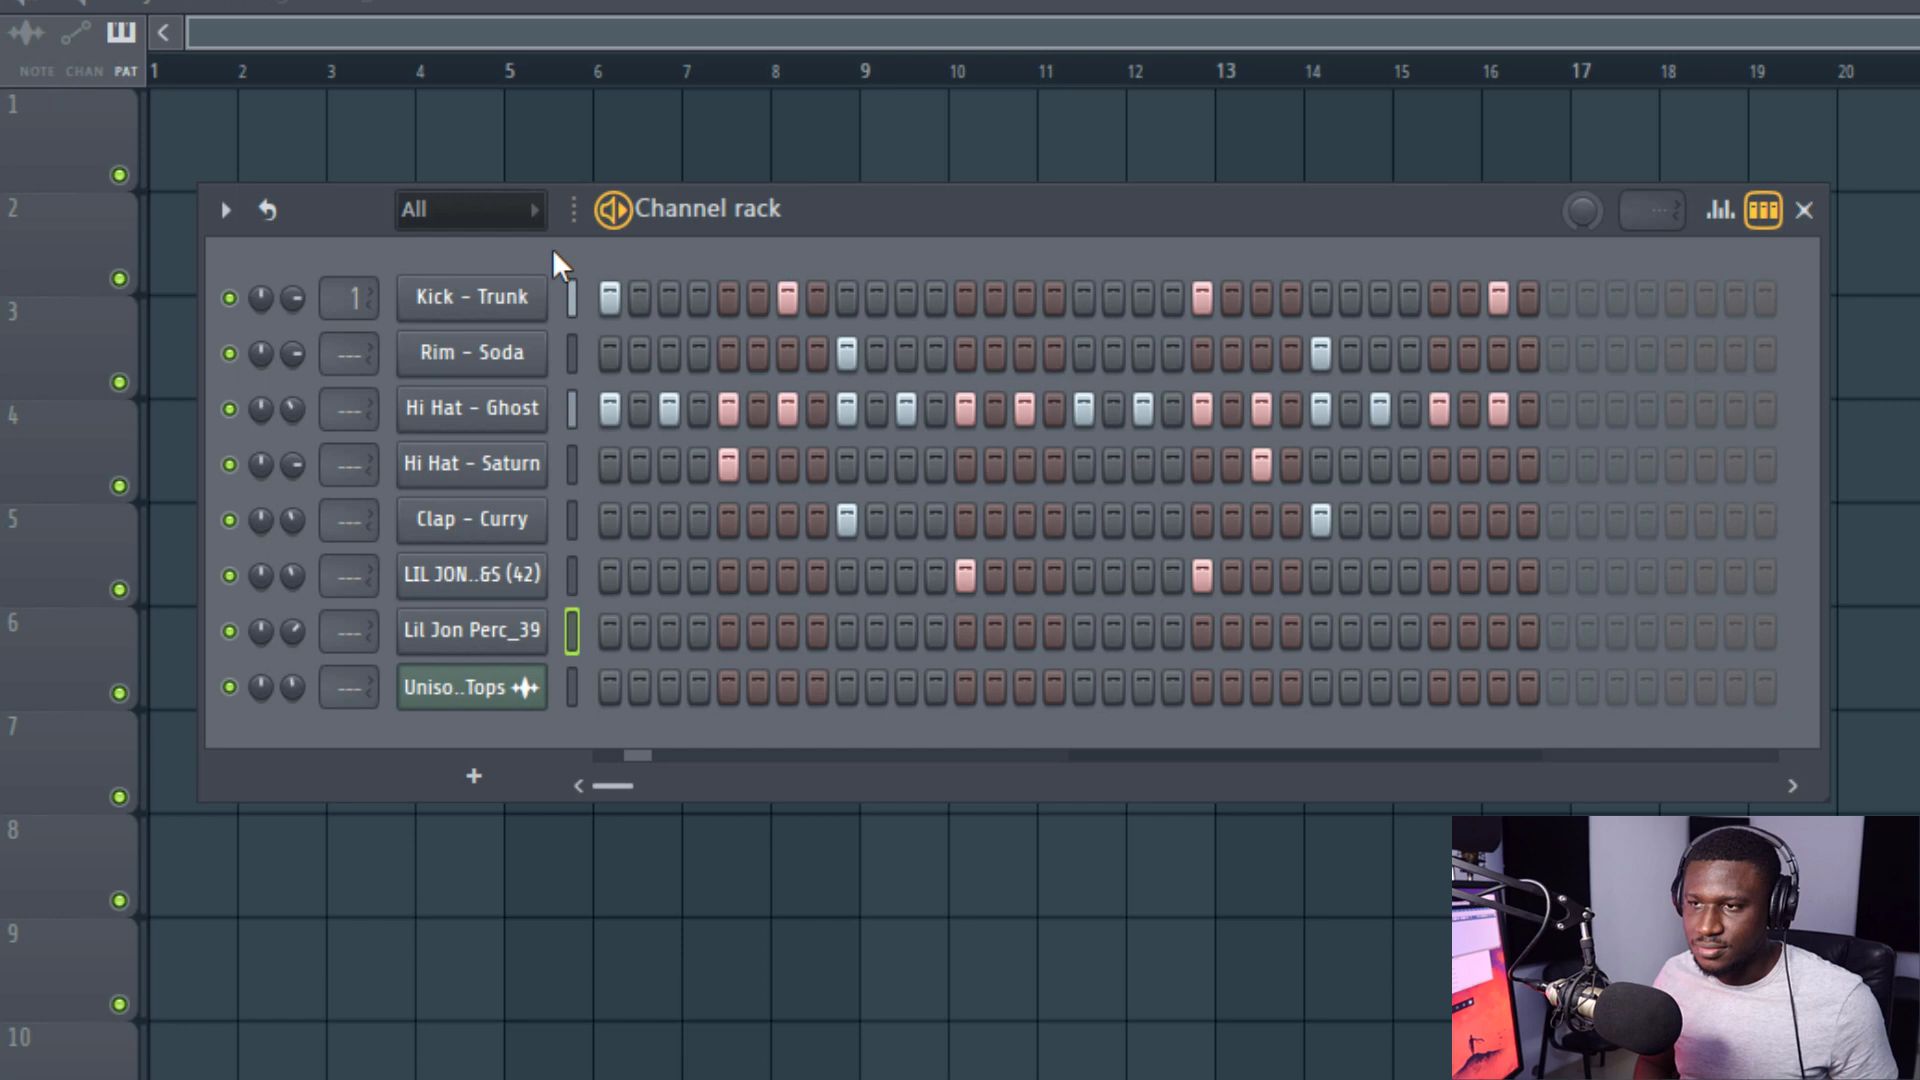 NOTE CHAN PAT
1 2 3 4 5 6 7 8 9 10 11 12 13 14 15 16 17 18 19 20
1
2
3
4
5
6
7
8
9
10
All
Channel rack
---
1 Kick - Trunk
--- Rim - Soda
--- Hi Hat - Ghost
--- Hi Hat - Saturn
--- Clap - Curry
--- LIL JON..&S (42)
--- Lil Jon Perc_39
--- Uniso..Tops
+